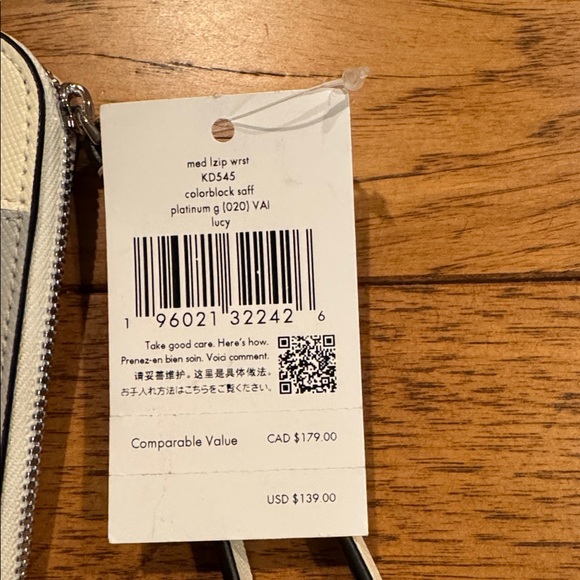 med lzip wrst
KD545
colorblock saff
platinum g (020) VAI
lucy
1 96021 32242 6
Take good care. Here's how.
Prenez-en bien soin. Voici comment.
请妥善维护。这里是具体做法。
お手入れ方法はこちらをご覧ください。
Comparable Value CAD $179.00
USD $139.00